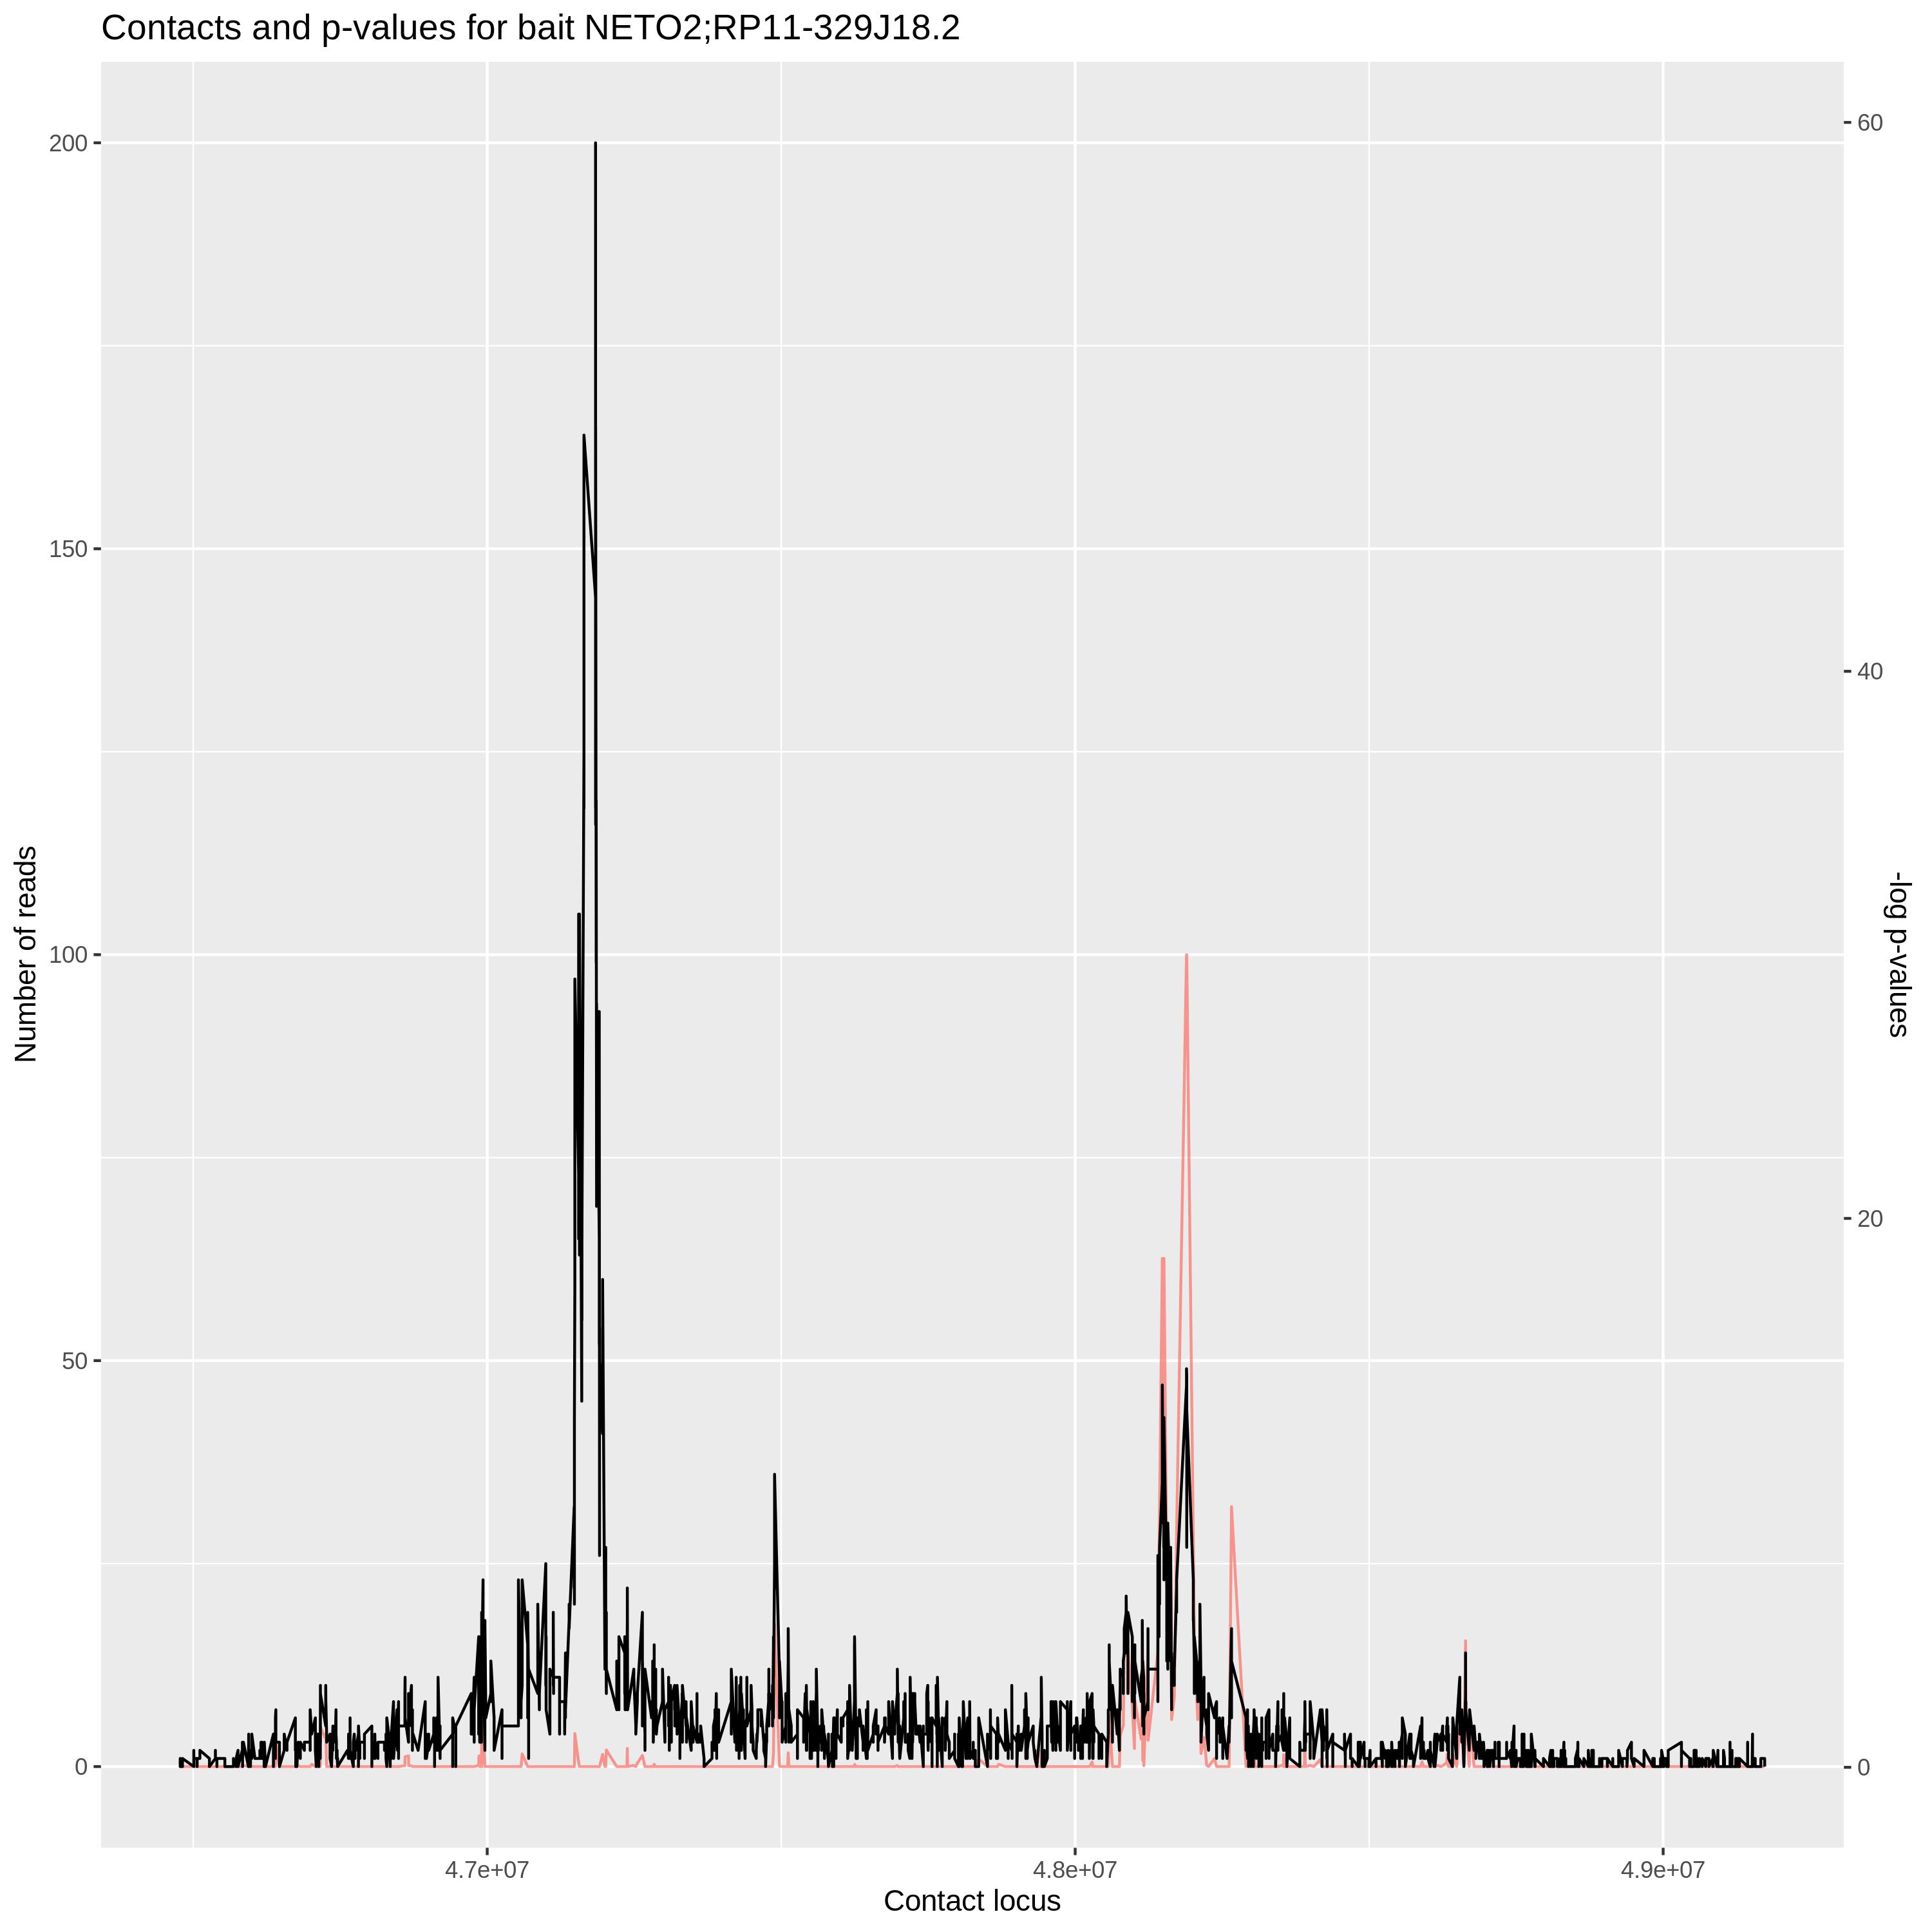 Contacts and p-values for bait NETO2;RP11-329J18.2
200
150
100
50
0
Number of reads
60
40
20
0
-log p-values
4.7e+07
4.8e+07
4.9e+07
Contact locus